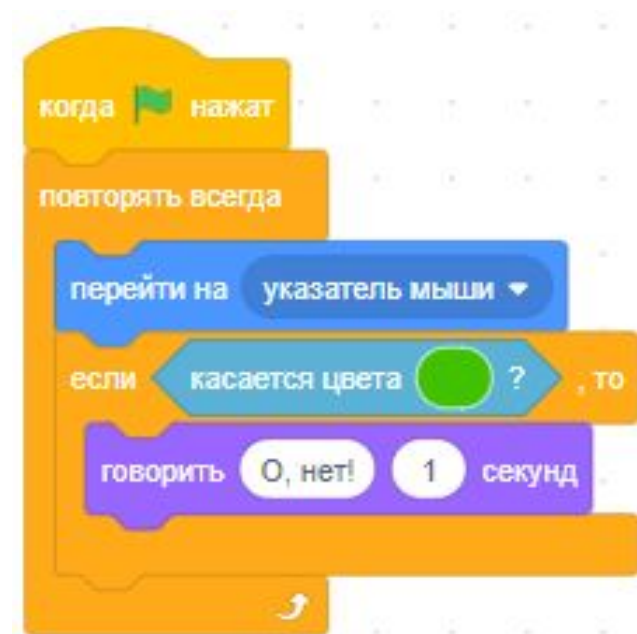 когда нажат
повторять всегда
перейти на указатель мыши
если касается цвета ? , то
говорить О, нет! 1 секунд